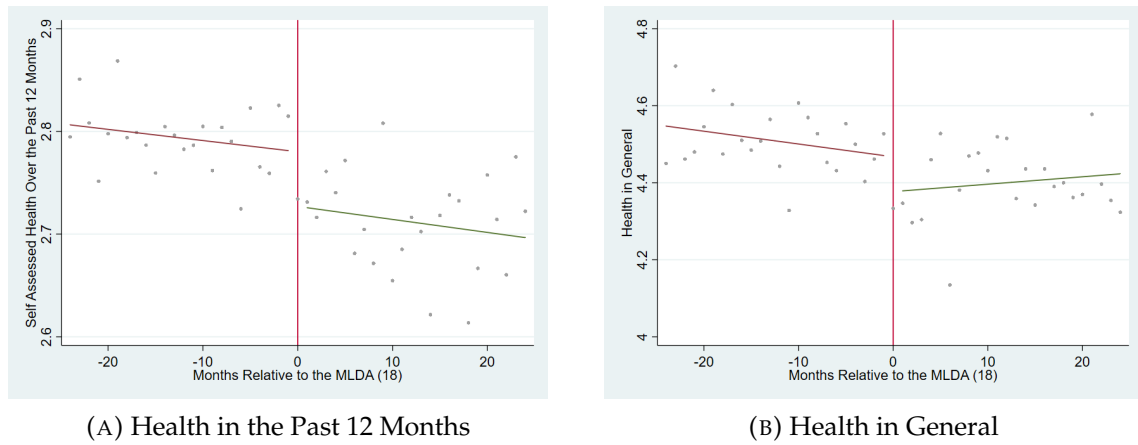 Self Assessed Health Over the Past 12 Months
2.9
2.8
2.7
2.6
-20 -10 0 10 20
Months Relative to the MLDA (18)
(A) Health in the Past 12 Months
Health in General
4.8
4.6
4.4
4.2
4
-20 -10 0 10 20
Months Relative to the MLDA (18)
(B) Health in General